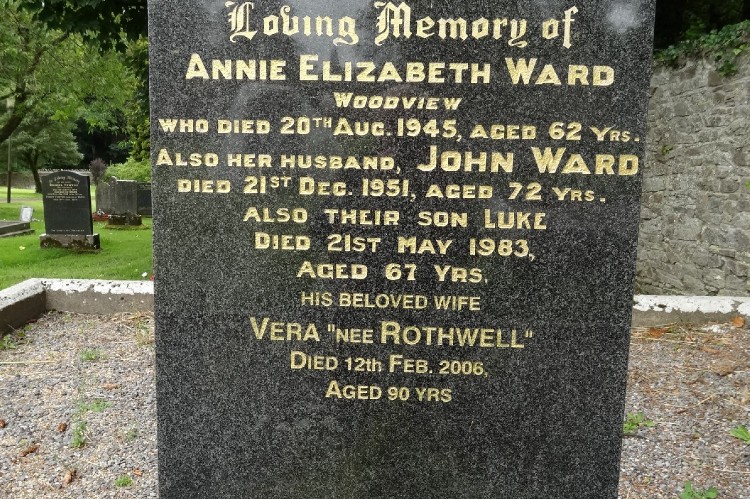 Loving Memory of
ANNIE ELIZABETH WARD
WOODVIEW
WHO DIED 20TH AUG. 1945, AGED 62 YRS.
ALSO HER HUSBAND, JOHN WARD
DIED 21ST DEC. 1951, AGED 72 YRS.
ALSO THEIR SON LUKE
DIED 21ST MAY 1983,
AGED 67 YRS.
HIS BELOVED WIFE
VERA "NEE ROTHWELL"
DIED 12th FEB. 2006,
AGED 90 YRS